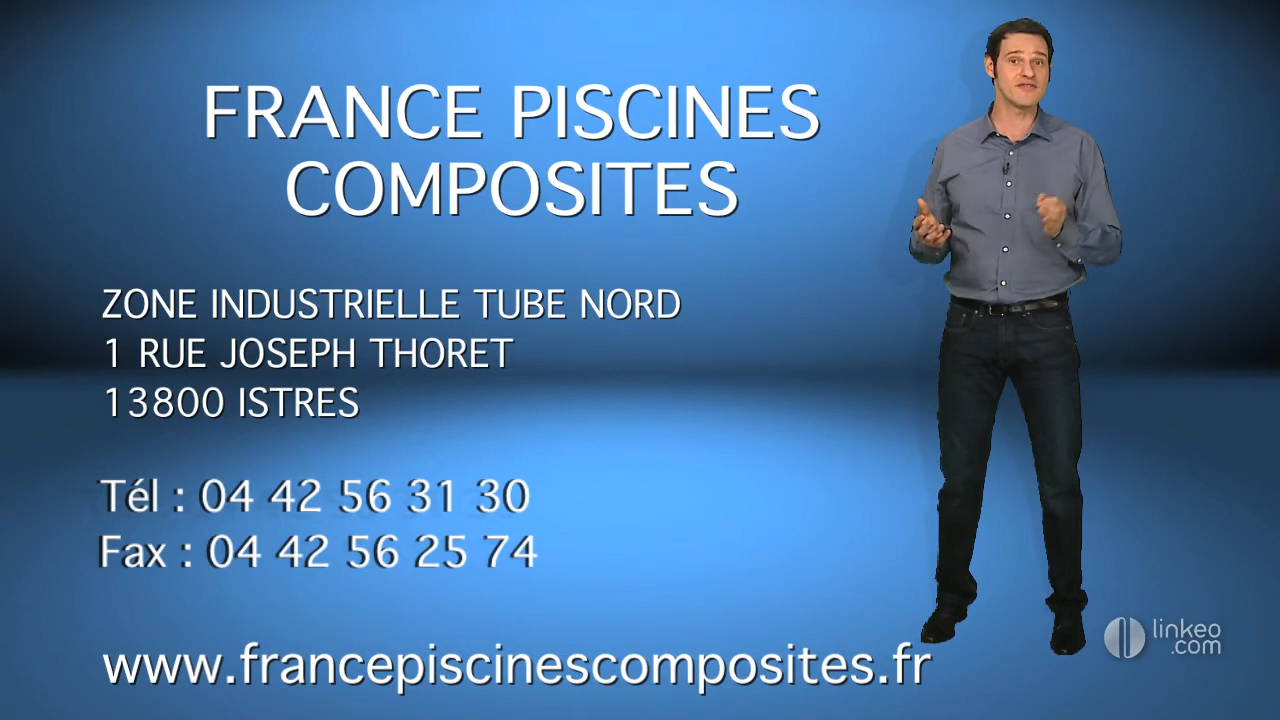 FRANCE PISCINES
COMPOSITES
ZONE INDUSTRIELLE TUBE NORD
1 RUE JOSEPH THORET
13800 ISTRES
Tél : 04 42 56 31 30
Fax : 04 42 56 25 74
www.francepiscinescomposites.fr
linkeo
.com